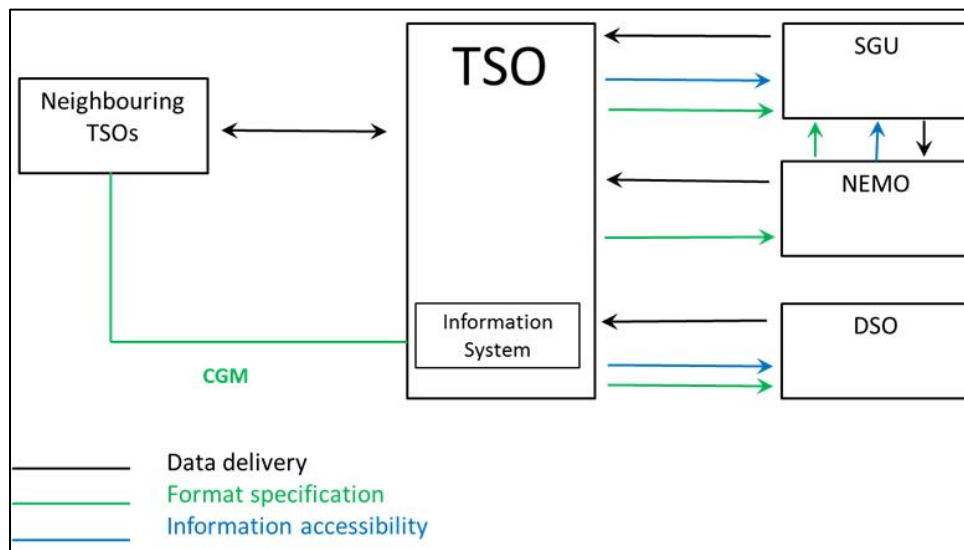 TSO
SGU
Neighbouring
TSOs
NEMO
Information
System
DSO
CGM
Data delivery
Format specification
Information accessibility